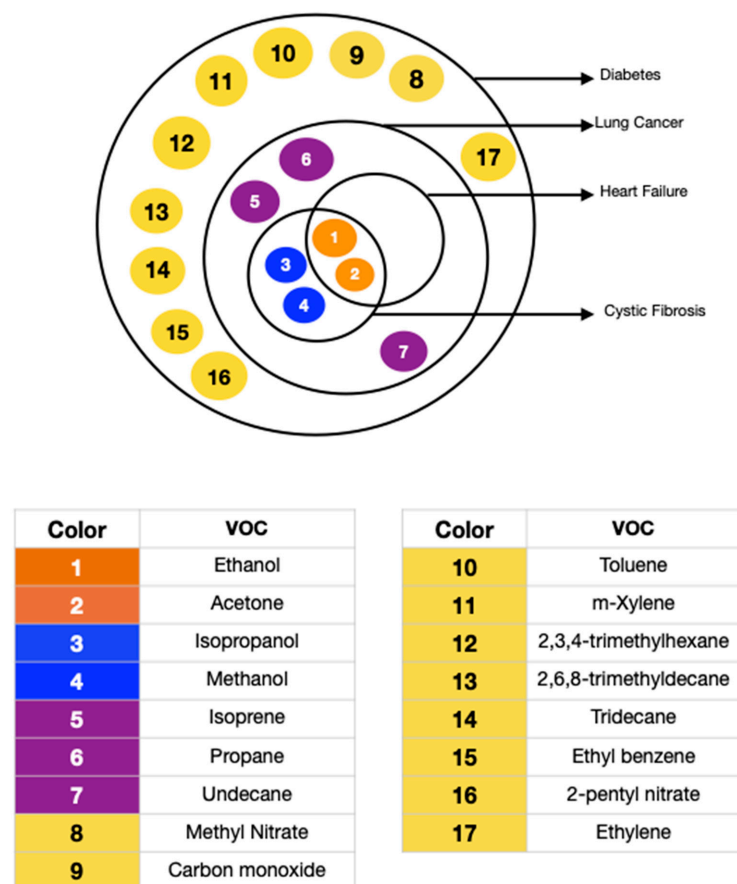 10
9
8
11
Diabetes
Lung Cancer
12
6
17
Heart Failure
5
13
1
3
2
14
4
Cystic Fibrosis
15
7
16
Color VOC
1 Ethanol
2 Acetone
3 Isopropanol
4 Methanol
5 Isoprene
6 Propane
7 Undecane
8 Methyl Nitrate
9 Carbon monoxide
Color VOC
10 Toluene
11 m-Xylene
12 2,3,4-trimethylhexane
13 2,6,8-trimethyldecane
14 Tridecane
15 Ethyl benzene
16 2-pentyl nitrate
17 Ethylene